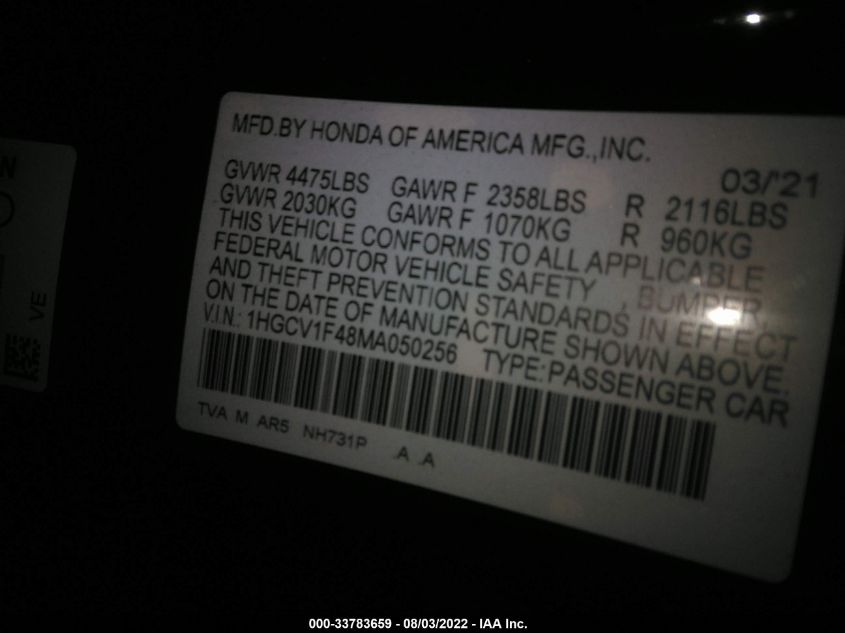 MFD.BY HONDA OF AMERICA MFG.,INC.
03/'21
GVWR 4475LBS GAWR F 2358LBS R 2116LBS
GVWR 2030KG GAWR F 1070KG R 960KG
THIS VEHICLE CONFORMS TO ALL APPLICABLE
FEDERAL MOTOR VEHICLE SAFETY , BUMPER,
AND THEFT PREVENTION STANDARDS IN EFFECT
ON THE DATE OF MANUFACTURE SHOWN ABOVE.
V.I.N.: 1HGCV1F48MA050256 TYPE:PASSENGER CAR
TVA M AR5 NH731P .A .A
N
VE
000-33783659 - 08/03/2022 - IAA Inc.